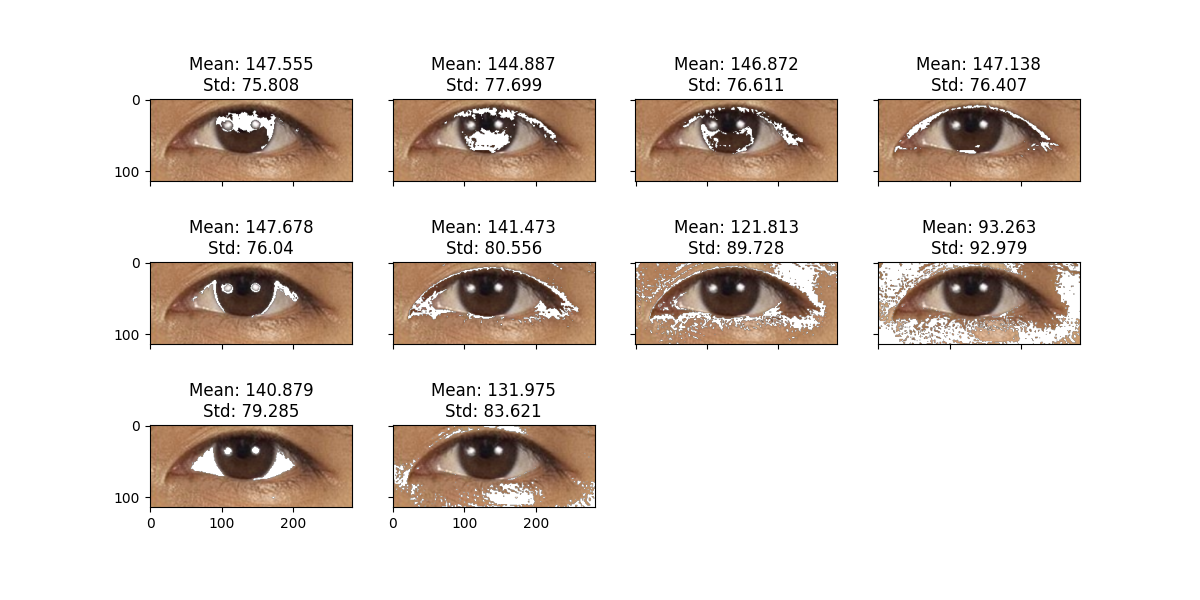 Mean: 147.555
Std: 75.808
Mean: 144.887
Std: 77.699
Mean: 146.872
Std: 76.611
Mean: 147.138
Std: 76.407
0
100
Mean: 147.678
Std: 76.04
Mean: 141.473
Std: 80.556
Mean: 121.813
Std: 89.728
Mean: 93.263
Std: 92.979
0
100
Mean: 140.879
Std: 79.285
Mean: 131.975
Std: 83.621
0
100
0 100 200
0 100 200